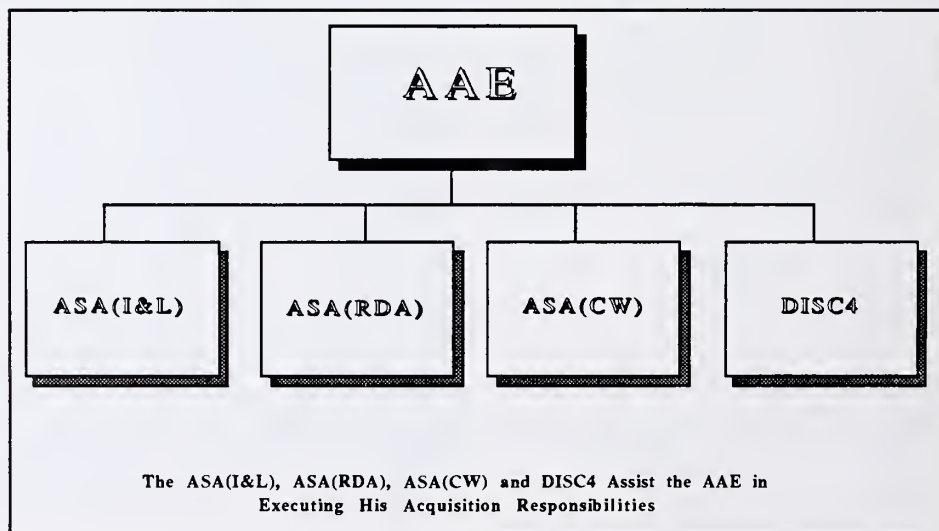 AAE
ASA(I&L)
ASA(RDA)
ASA(CW)
DISC4
The ASA(I&L), ASA(RDA), ASA(CW) and DISC4 Assist the AAE in
Executing His Acquisition Responsibilities